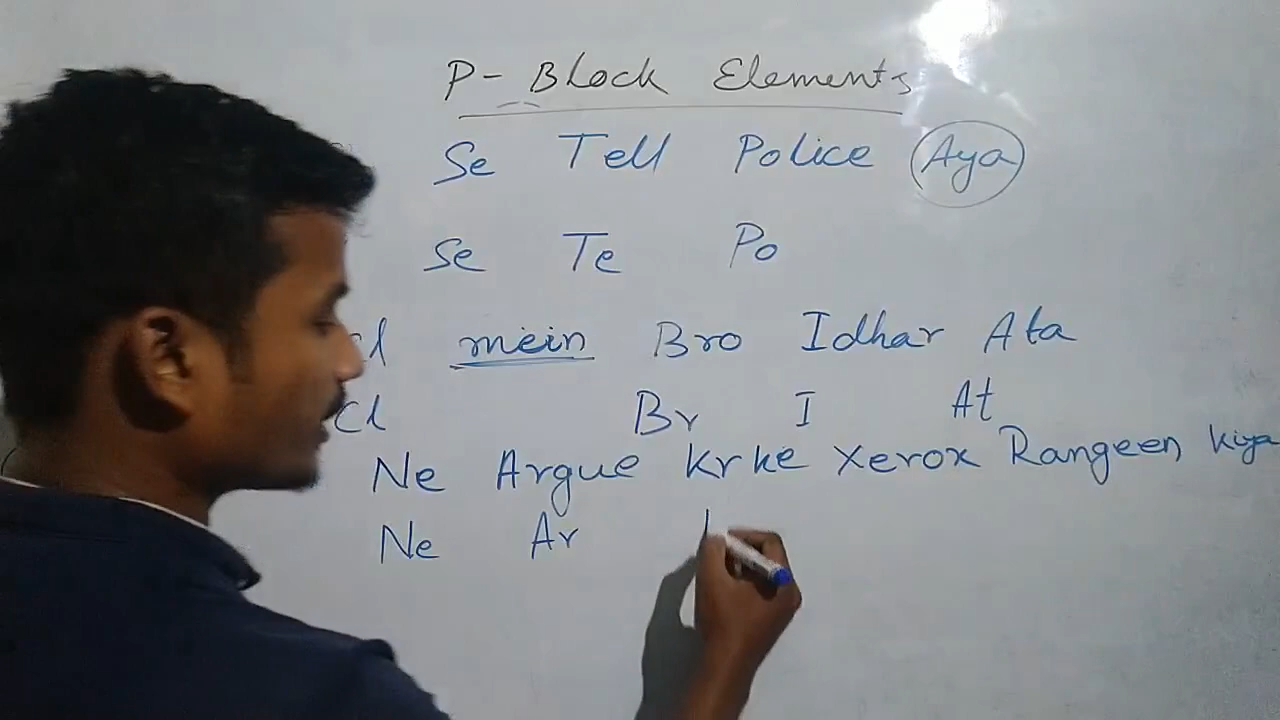 P-Block Elements
Se Tell Police Aya
Se Te Po
Cl mein Bro Idhar Ata
Cl Br I At
Ne Argue Krke Xerox Rangeen Kiya
Ne Ar